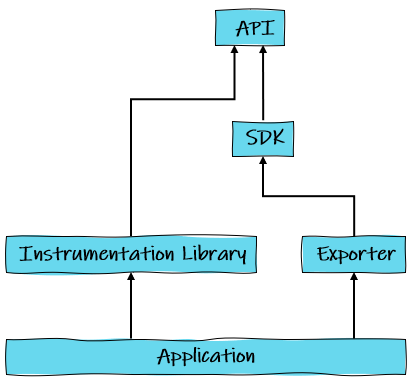 API
SDK
Instrumentation Library
Exporter
Application